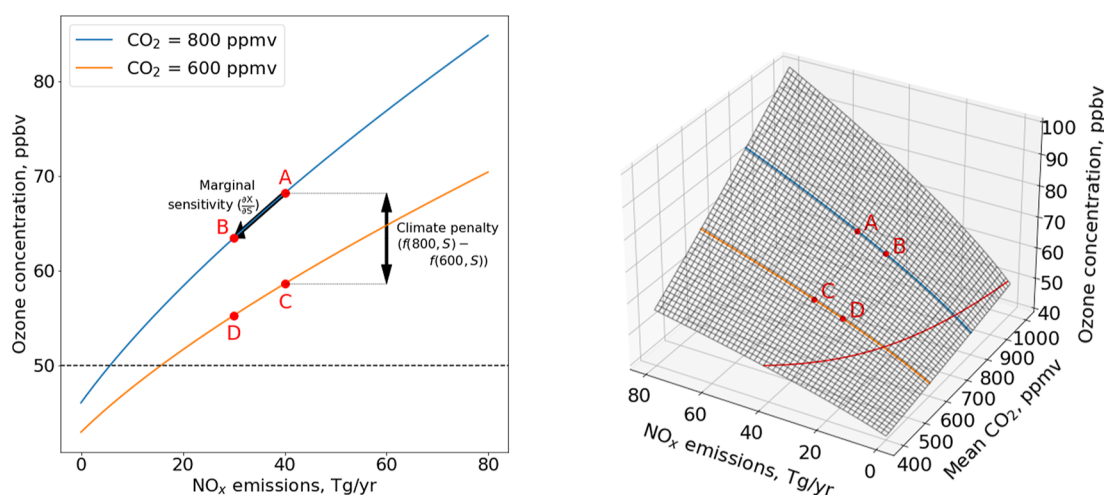 CO₂ = 800 ppmv
CO₂ = 600 ppmv
Ozone concentration, ppbv
80
70
60
50
A
Marginal
sensitivity (∂X/∂S)
B
Climate penalty
(f(800, S) −
f(600, S))
C
D
0 20 40 60 80
NOₓ emissions, Tg/yr
100
90
80
70
60
50
40
Ozone concentration, ppbv
A
B
C
D
1000
900
800
700
600
500
400
Mean CO₂, ppmv
80 60 40 20 0
NOₓ emissions, Tg/yr